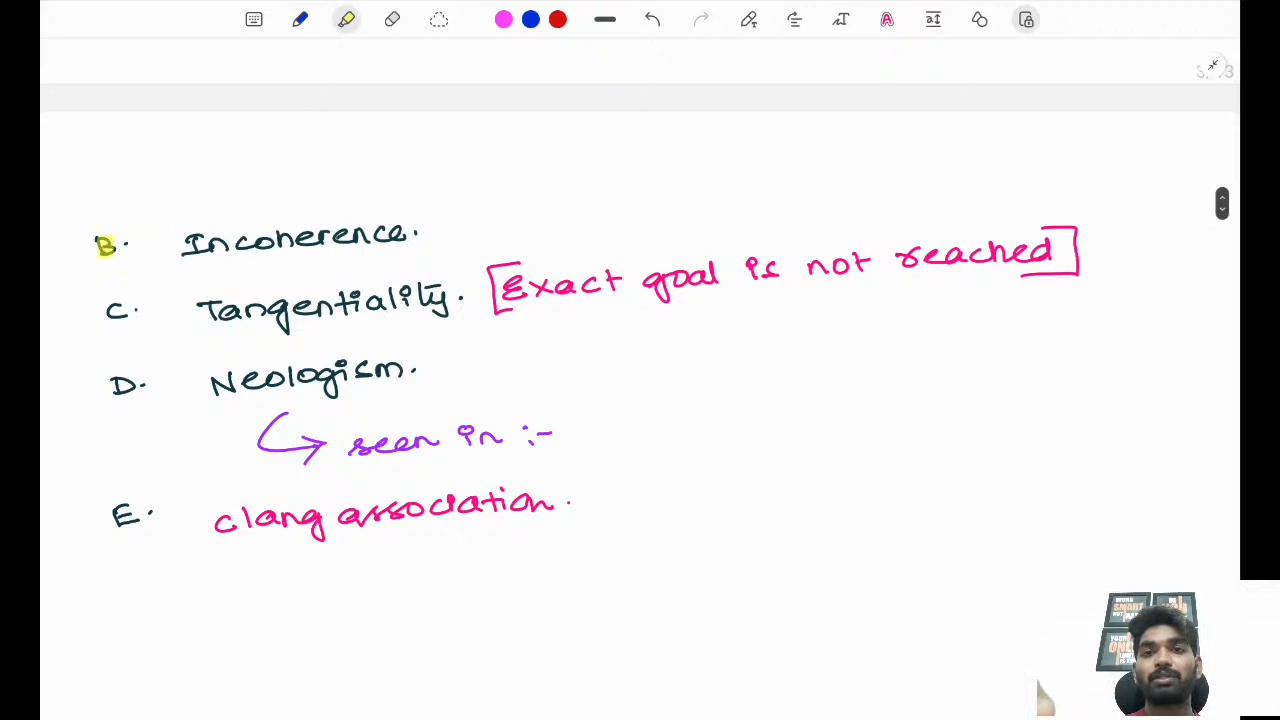 B. Incoherence.
C. Tangentiality. [Exact goal is not reached]
D. Neologism.
↳ seen in :-
E. clang association.